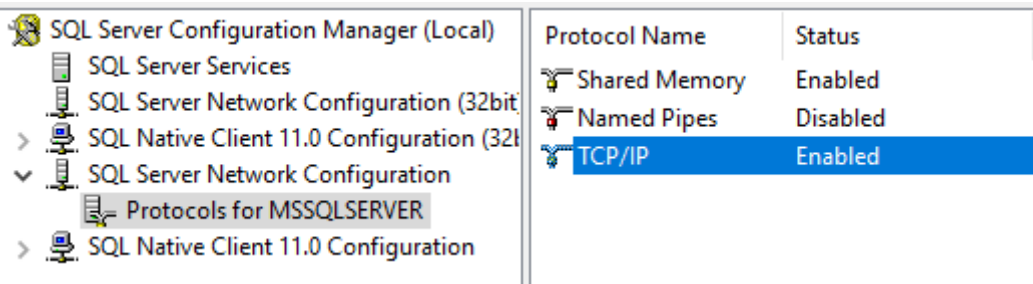 SQL Server Configuration Manager (Local)
SQL Server Services
SQL Server Network Configuration (32bit
SQL Native Client 11.0 Configuration (32
SQL Server Network Configuration
Protocols for MSSQLSERVER
SQL Native Client 11.0 Configuration
Protocol Name Status
Shared Memory Enabled
Named Pipes Disabled
TCP/IP Enabled